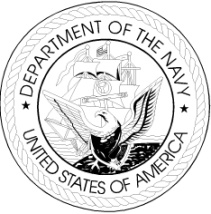 DEPARTMENT OF THE NAVY
UNITED STATES OF AMERICA